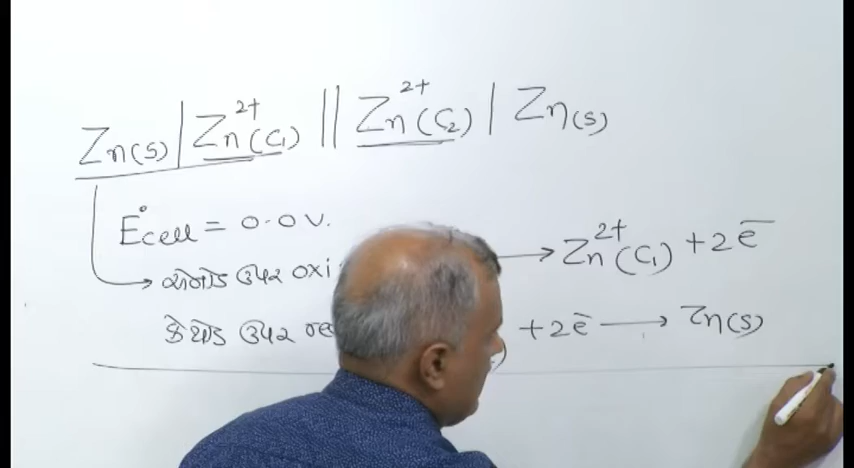 Zn(s) | Zn²⁺(C₁) || Zn²⁺(C₂) | Zn(s)
E°cell = 0.0 V.
એનોડ ઉપર oxi → Zn²⁺(C₁) + 2e⁻
કેથોડ ઉપર + 2e⁻ → Zn(s)